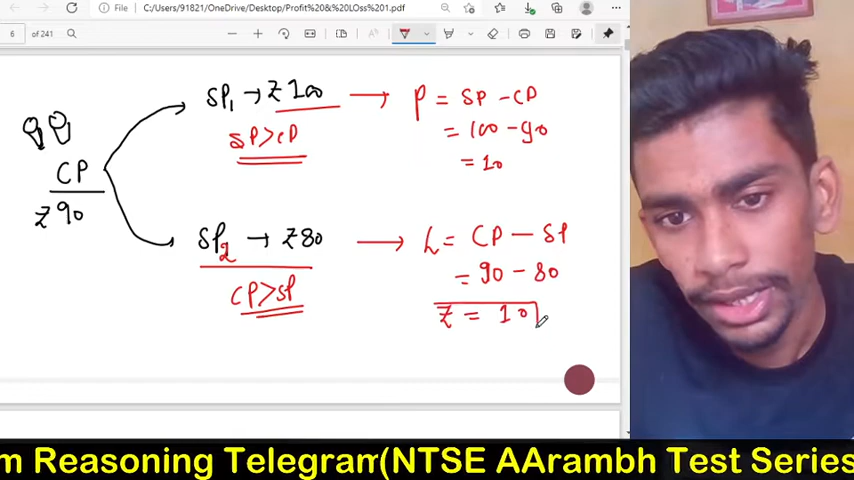 File | C:/Users/91821/OneDrive/Desktop/Profit%20&%20LOss%201.pdf
6 of 241
SP₁ → ₹100 → P = SP - CP
SP>CP = 100 - 90
= 10
CP
₹90
SP₂ → ₹80 → L = CP - SP
CP>SP = 90 - 80
₹ = 10
m Reasoning Telegram(NTSE AArambh Test Series